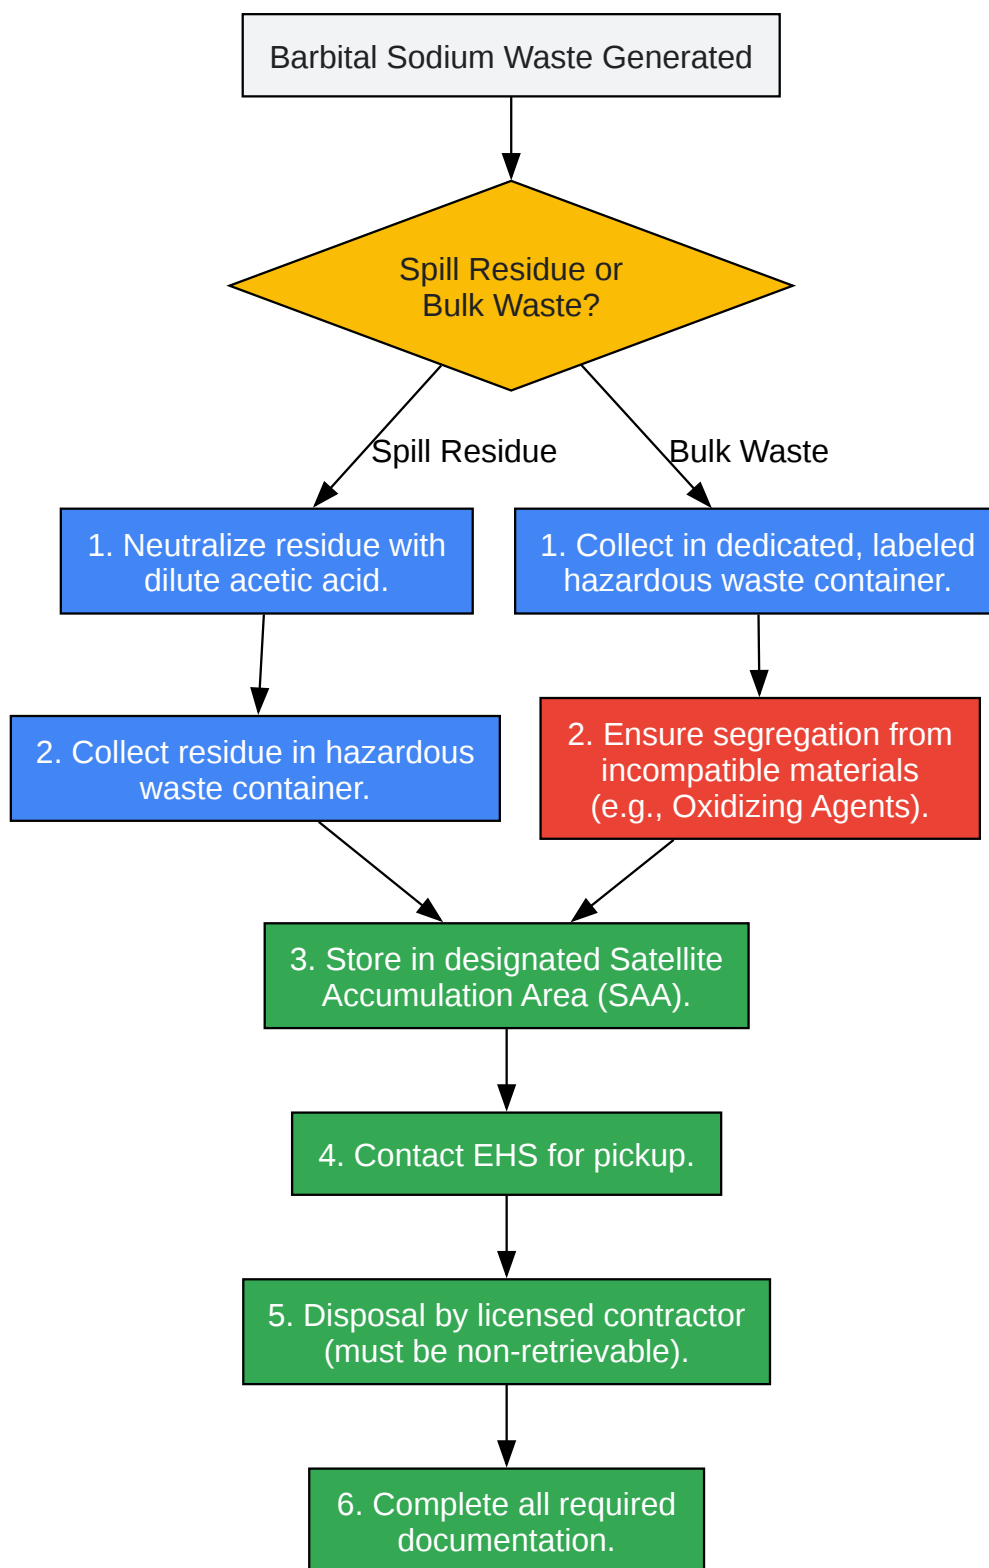 Barbital Sodium Waste Generated
Spill Residue or
Bulk Waste?
Spill Residue
Bulk Waste
1. Neutralize residue with
dilute acetic acid.
1. Collect in dedicated, labeled
hazardous waste container.
2. Collect residue in hazardous
waste container.
2. Ensure segregation from
incompatible materials
(e.g., Oxidizing Agents).
3. Store in designated Satellite
Accumulation Area (SAA).
4. Contact EHS for pickup.
5. Disposal by licensed contractor
(must be non-retrievable).
6. Complete all required
documentation.